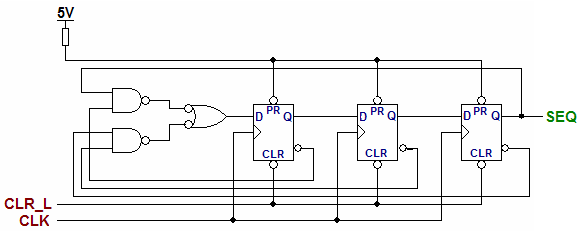 5V
PR PR PR
D Q D Q D Q SEQ
CLR CLR CLR
CLR_L
CLK